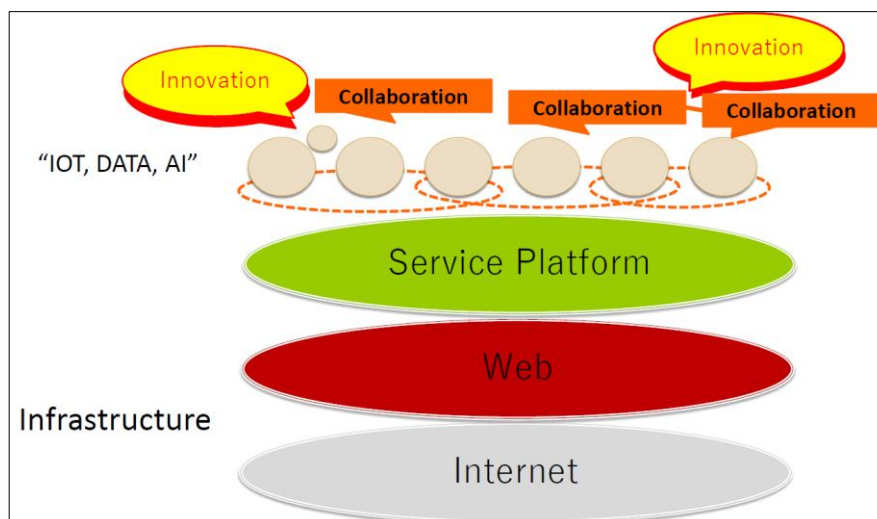 Innovation
Innovation
Collaboration
Collaboration
Collaboration
“IOT, DATA, AI”
Service Platform
Web
Infrastructure
Internet